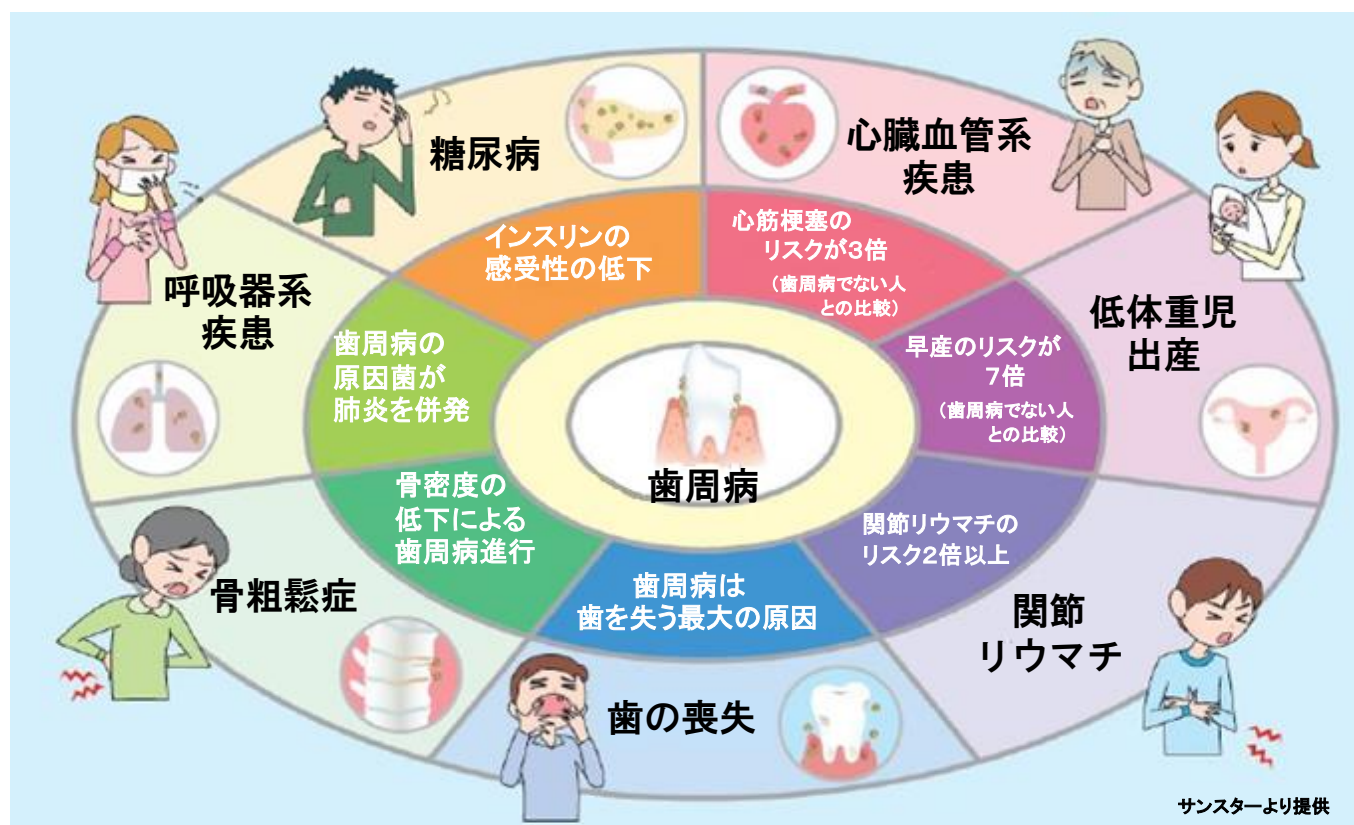 糖尿病
インスリンの
感受性の低下
心臓血管系
疾患
心筋梗塞の
リスクが3倍
（歯周病でない人
との比較）
低体重児
出産
早産のリスクが
7倍
（歯周病でない人
との比較）
関節
リウマチ
関節リウマチの
リスク2倍以上
歯の喪失
歯周病は
歯を失う最大の原因
骨粗鬆症
骨密度の
低下による
歯周病進行
呼吸器系
疾患
歯周病の
原因菌が
肺炎を併発
歯周病
サンスターより提供